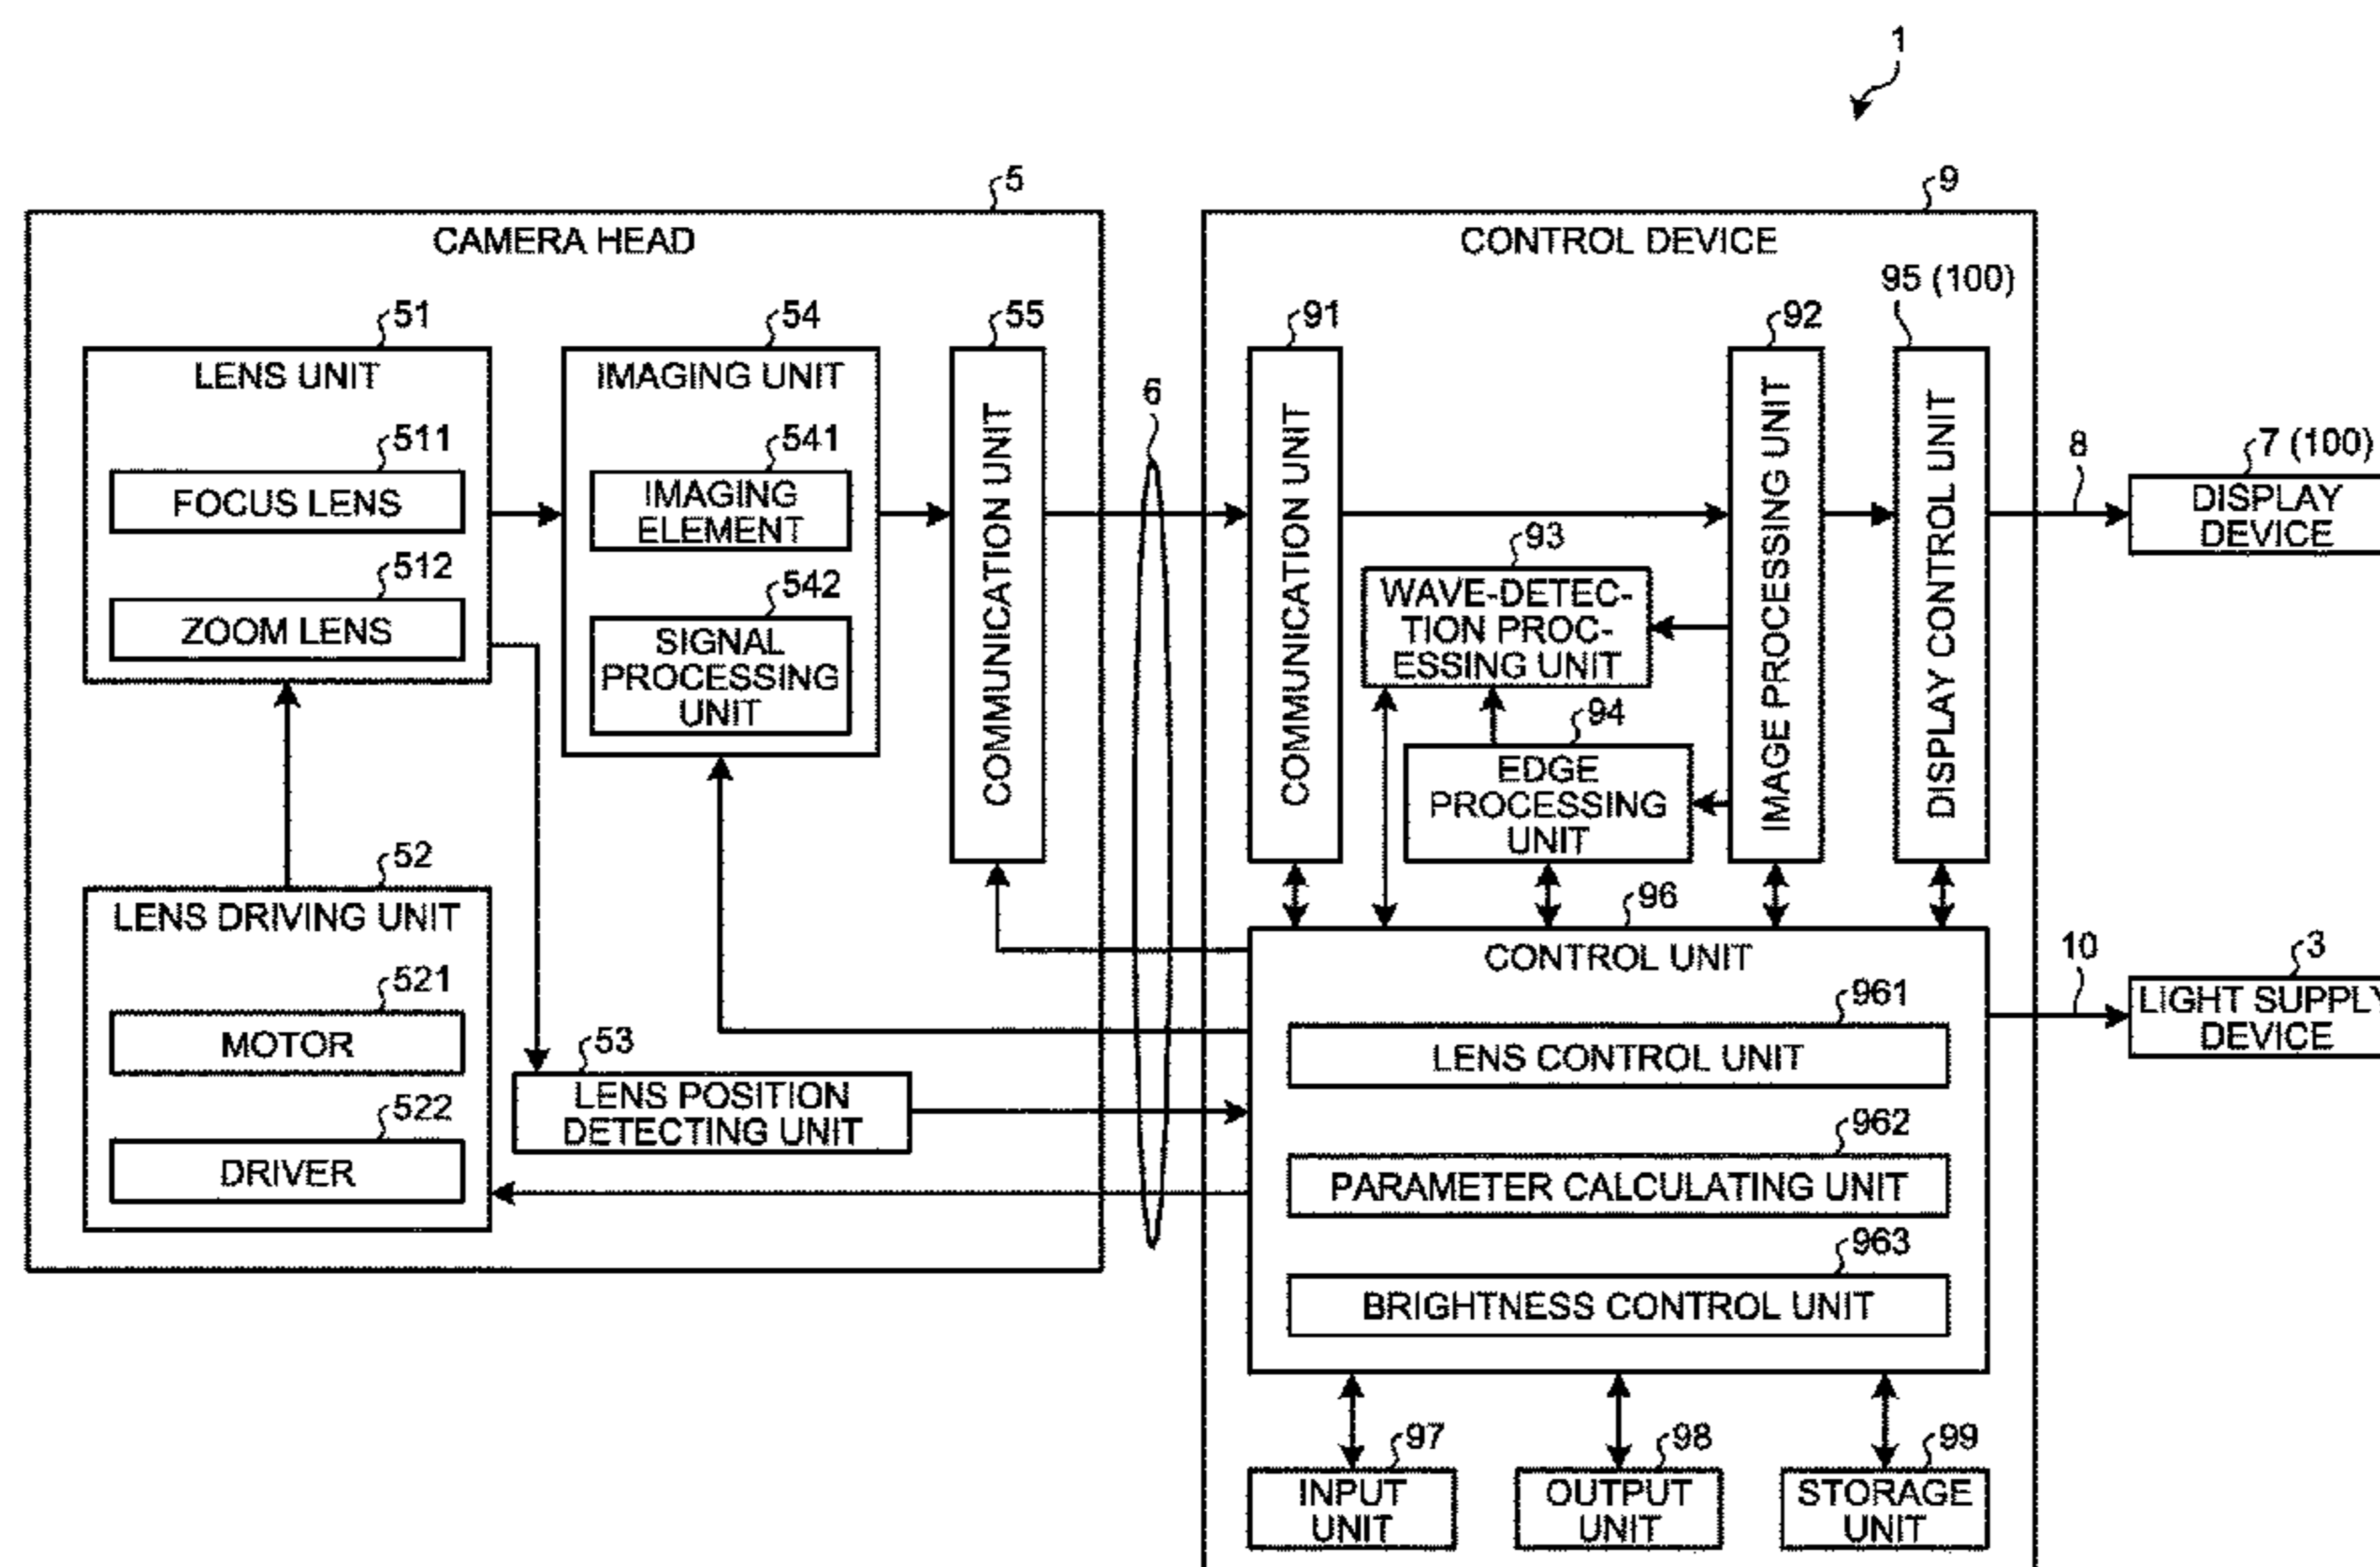 1
5
CAMERA HEAD
51
LENS UNIT
511
FOCUS LENS
512
ZOOM LENS
54
IMAGING UNIT
541
IMAGING
ELEMENT
542
SIGNAL
PROCESSING
UNIT
55
COMMUNICATION UNIT
52
LENS DRIVING UNIT
521
MOTOR
522
DRIVER
53
LENS POSITION
DETECTING UNIT
6
9
CONTROL DEVICE
91
COMMUNICATION UNIT
92
IMAGE PROCESSING UNIT
95 (100)
DISPLAY CONTROL UNIT
93
WAVE-DETEC-
TION PROC-
ESSING UNIT
94
EDGE
PROCESSING
UNIT
96
CONTROL UNIT
961
LENS CONTROL UNIT
962
PARAMETER CALCULATING UNIT
963
BRIGHTNESS CONTROL UNIT
97
INPUT
UNIT
98
OUTPUT
UNIT
99
STORAGE
UNIT
8
7 (100)
DISPLAY
DEVICE
10
3
LIGHT SUPPLY
DEVICE